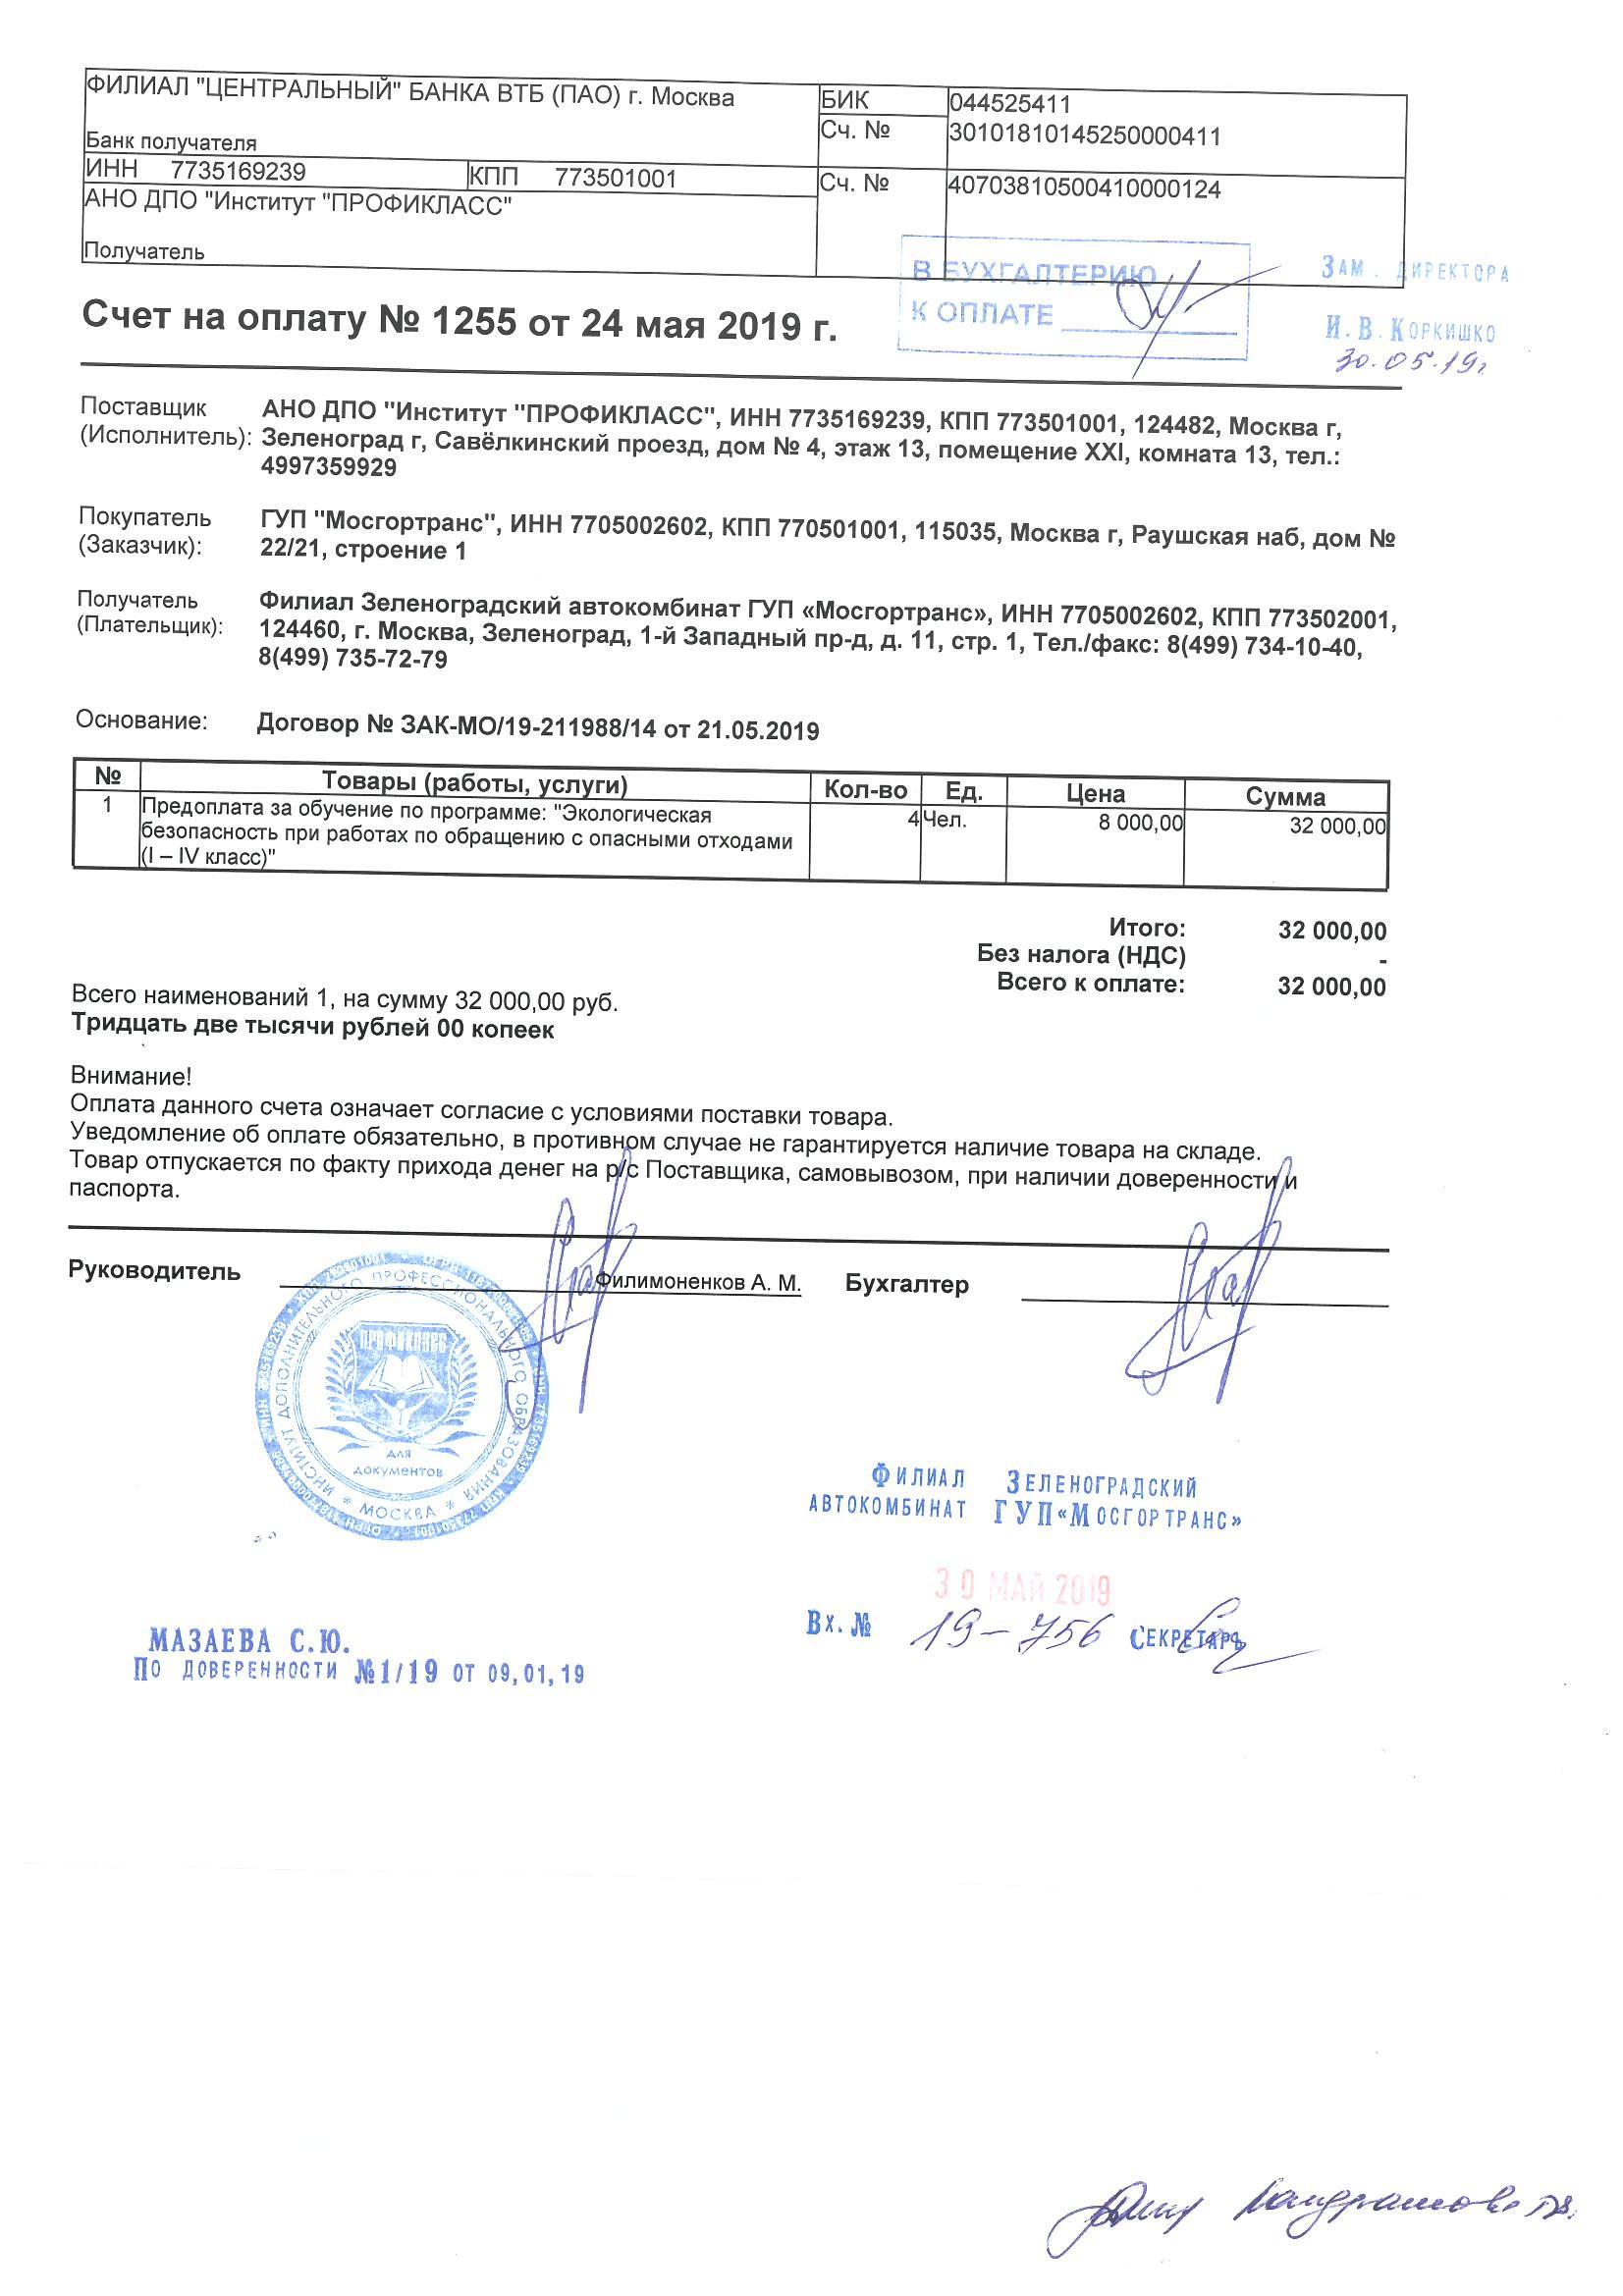 ФИЛИАЛ "ЦЕНТРАЛЬНЫЙ" БАНКА ВТБ (ПАО) г. Москва
БИК 044525411
Сч. № 30101810145250000411
Банк получателя
ИНН 7735169239 КПП 773501001 Сч. № 40703810500410000124
АНО ДПО "Институт "ПРОФИКЛАСС"
Получатель
В БУХГАЛТЕРИЮ
К ОПЛАТЕ
ЗАМ. ДИРЕКТОРА
И.В. КОРКИШКО
30.05.19г
Счет на оплату № 1255 от 24 мая 2019 г.
Поставщик (Исполнитель):
АНО ДПО "Институт "ПРОФИКЛАСС", ИНН 7735169239, КПП 773501001, 124482, Москва г,
Зеленоград г, Савёлкинский проезд, дом № 4, этаж 13, помещение XXI, комната 13, тел.:
4997359929
Покупатель (Заказчик):
ГУП "Мосгортранс", ИНН 7705002602, КПП 770501001, 115035, Москва г, Раушская наб, дом №
22/21, строение 1
Получатель (Плательщик):
Филиал Зеленоградский автокомбинат ГУП «Мосгортранс», ИНН 7705002602, КПП 773502001,
124460, г. Москва, Зеленоград, 1-й Западный пр-д, д. 11, стр. 1, Тел./факс: 8(499) 734-10-40,
8(499) 735-72-79
Основание: Договор № ЗАК-МО/19-211988/14 от 21.05.2019
№ Товары (работы, услуги) Кол-во Ед. Цена Сумма
1 Предоплата за обучение по программе: "Экологическая 4 Чел. 8 000,00 32 000,00
безопасность при работах по обращению с опасными отходами
(I – IV класс)"
Итого: 32 000,00
Без налога (НДС) -
Всего к оплате: 32 000,00
Всего наименований 1, на сумму 32 000,00 руб.
Тридцать две тысячи рублей 00 копеек
Внимание!
Оплата данного счета означает согласие с условиями поставки товара.
Уведомление об оплате обязательно, в противном случае не гарантируется наличие товара на складе.
Товар отпускается по факту прихода денег на р/с Поставщика, самовывозом, при наличии доверенности и
паспорта.
Руководитель Филимоненков А. М. Бухгалтер
ИНСТИТУТ ДОПОЛНИТЕЛЬНОГО ПРОФЕССИОНАЛЬНОГО ОБРАЗОВАНИЯ
ПРОФИКЛАСС
ДЛЯ
ДОКУМЕНТОВ
* МОСКВА *
ФИЛИАЛ ЗЕЛЕНОГРАДСКИЙ
АВТОКОМБИНАТ ГУП«МОСГОРТРАНС»
30 МАЙ 2019
ВХ. № 19-756 СЕКРЕТАРЬ
МАЗАЕВА С.Ю.
ПО ДОВЕРЕННОСТИ №1/19 ОТ 09,01,19